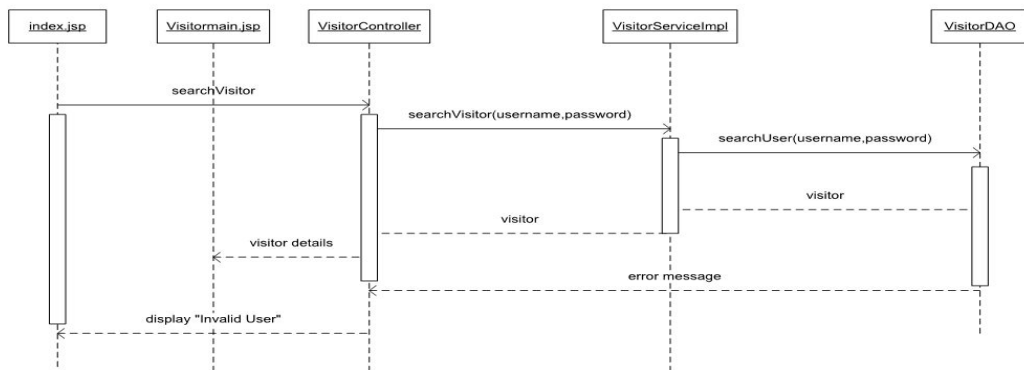 index.jsp
Visitormain.jsp
VisitorController
VisitorServiceImpl
VisitorDAO
searchVisitor
searchVisitor(username,password)
searchUser(username,password)
visitor
visitor
visitor details
error message
display "Invalid User"